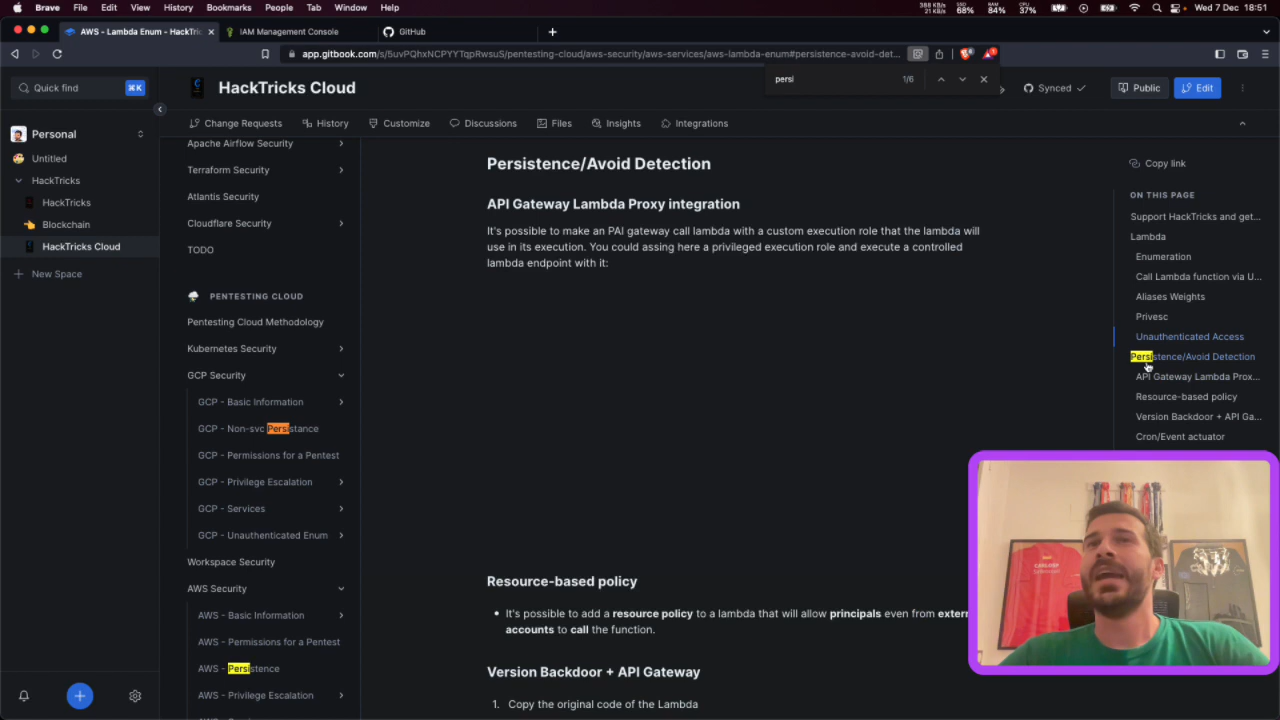 Brave File Edit View History Bookmarks People Tab Window Help
388 KB/s
21 KB/s
68%
84%
37%
Wed 7 Dec 18:51
AWS - Lambda Enum - HackTri
IAM Management Console
GitHub
app.gitbook.com/s/5uvPQhxNCPYYTqpRwsuS/pentesting-cloud/aws-security/aws-services/aws-lambda-enum#persistence-avoid-det...
persi 1/6
Quick find ⌘K
HackTricks Cloud
Synced
Public
Edit
Change Requests History Customize Discussions Files Insights Integrations
Personal
Untitled
HackTricks
HackTricks
Blockchain
HackTricks Cloud
New Space
Apache Airflow Security
Terraform Security
Atlantis Security
Cloudflare Security
TODO
PENTESTING CLOUD
Pentesting Cloud Methodology
Kubernetes Security
GCP Security
GCP - Basic Information
GCP - Non-svc Persistance
GCP - Permissions for a Pentest
GCP - Privilege Escalation
GCP - Services
GCP - Unauthenticated Enum
Workspace Security
AWS Security
AWS - Basic Information
AWS - Permissions for a Pentest
AWS - Persistence
AWS - Privilege Escalation
Persistence/Avoid Detection
API Gateway Lambda Proxy integration
It's possible to make an PAI gateway call lambda with a custom execution role that the lambda will
use in its execution. You could assing here a privileged execution role and execute a controlled
lambda endpoint with it:
Resource-based policy
• It's possible to add a resource policy to a lambda that will allow principals even from extern
accounts to call the function.
Version Backdoor + API Gateway
1. Copy the original code of the Lambda
Copy link
ON THIS PAGE
Support HackTricks and get...
Lambda
Enumeration
Call Lambda function via U...
Aliases Weights
Privesc
Unauthenticated Access
Persistence/Avoid Detection
API Gateway Lambda Prox...
Resource-based policy
Version Backdoor + API Ga...
Cron/Event actuator